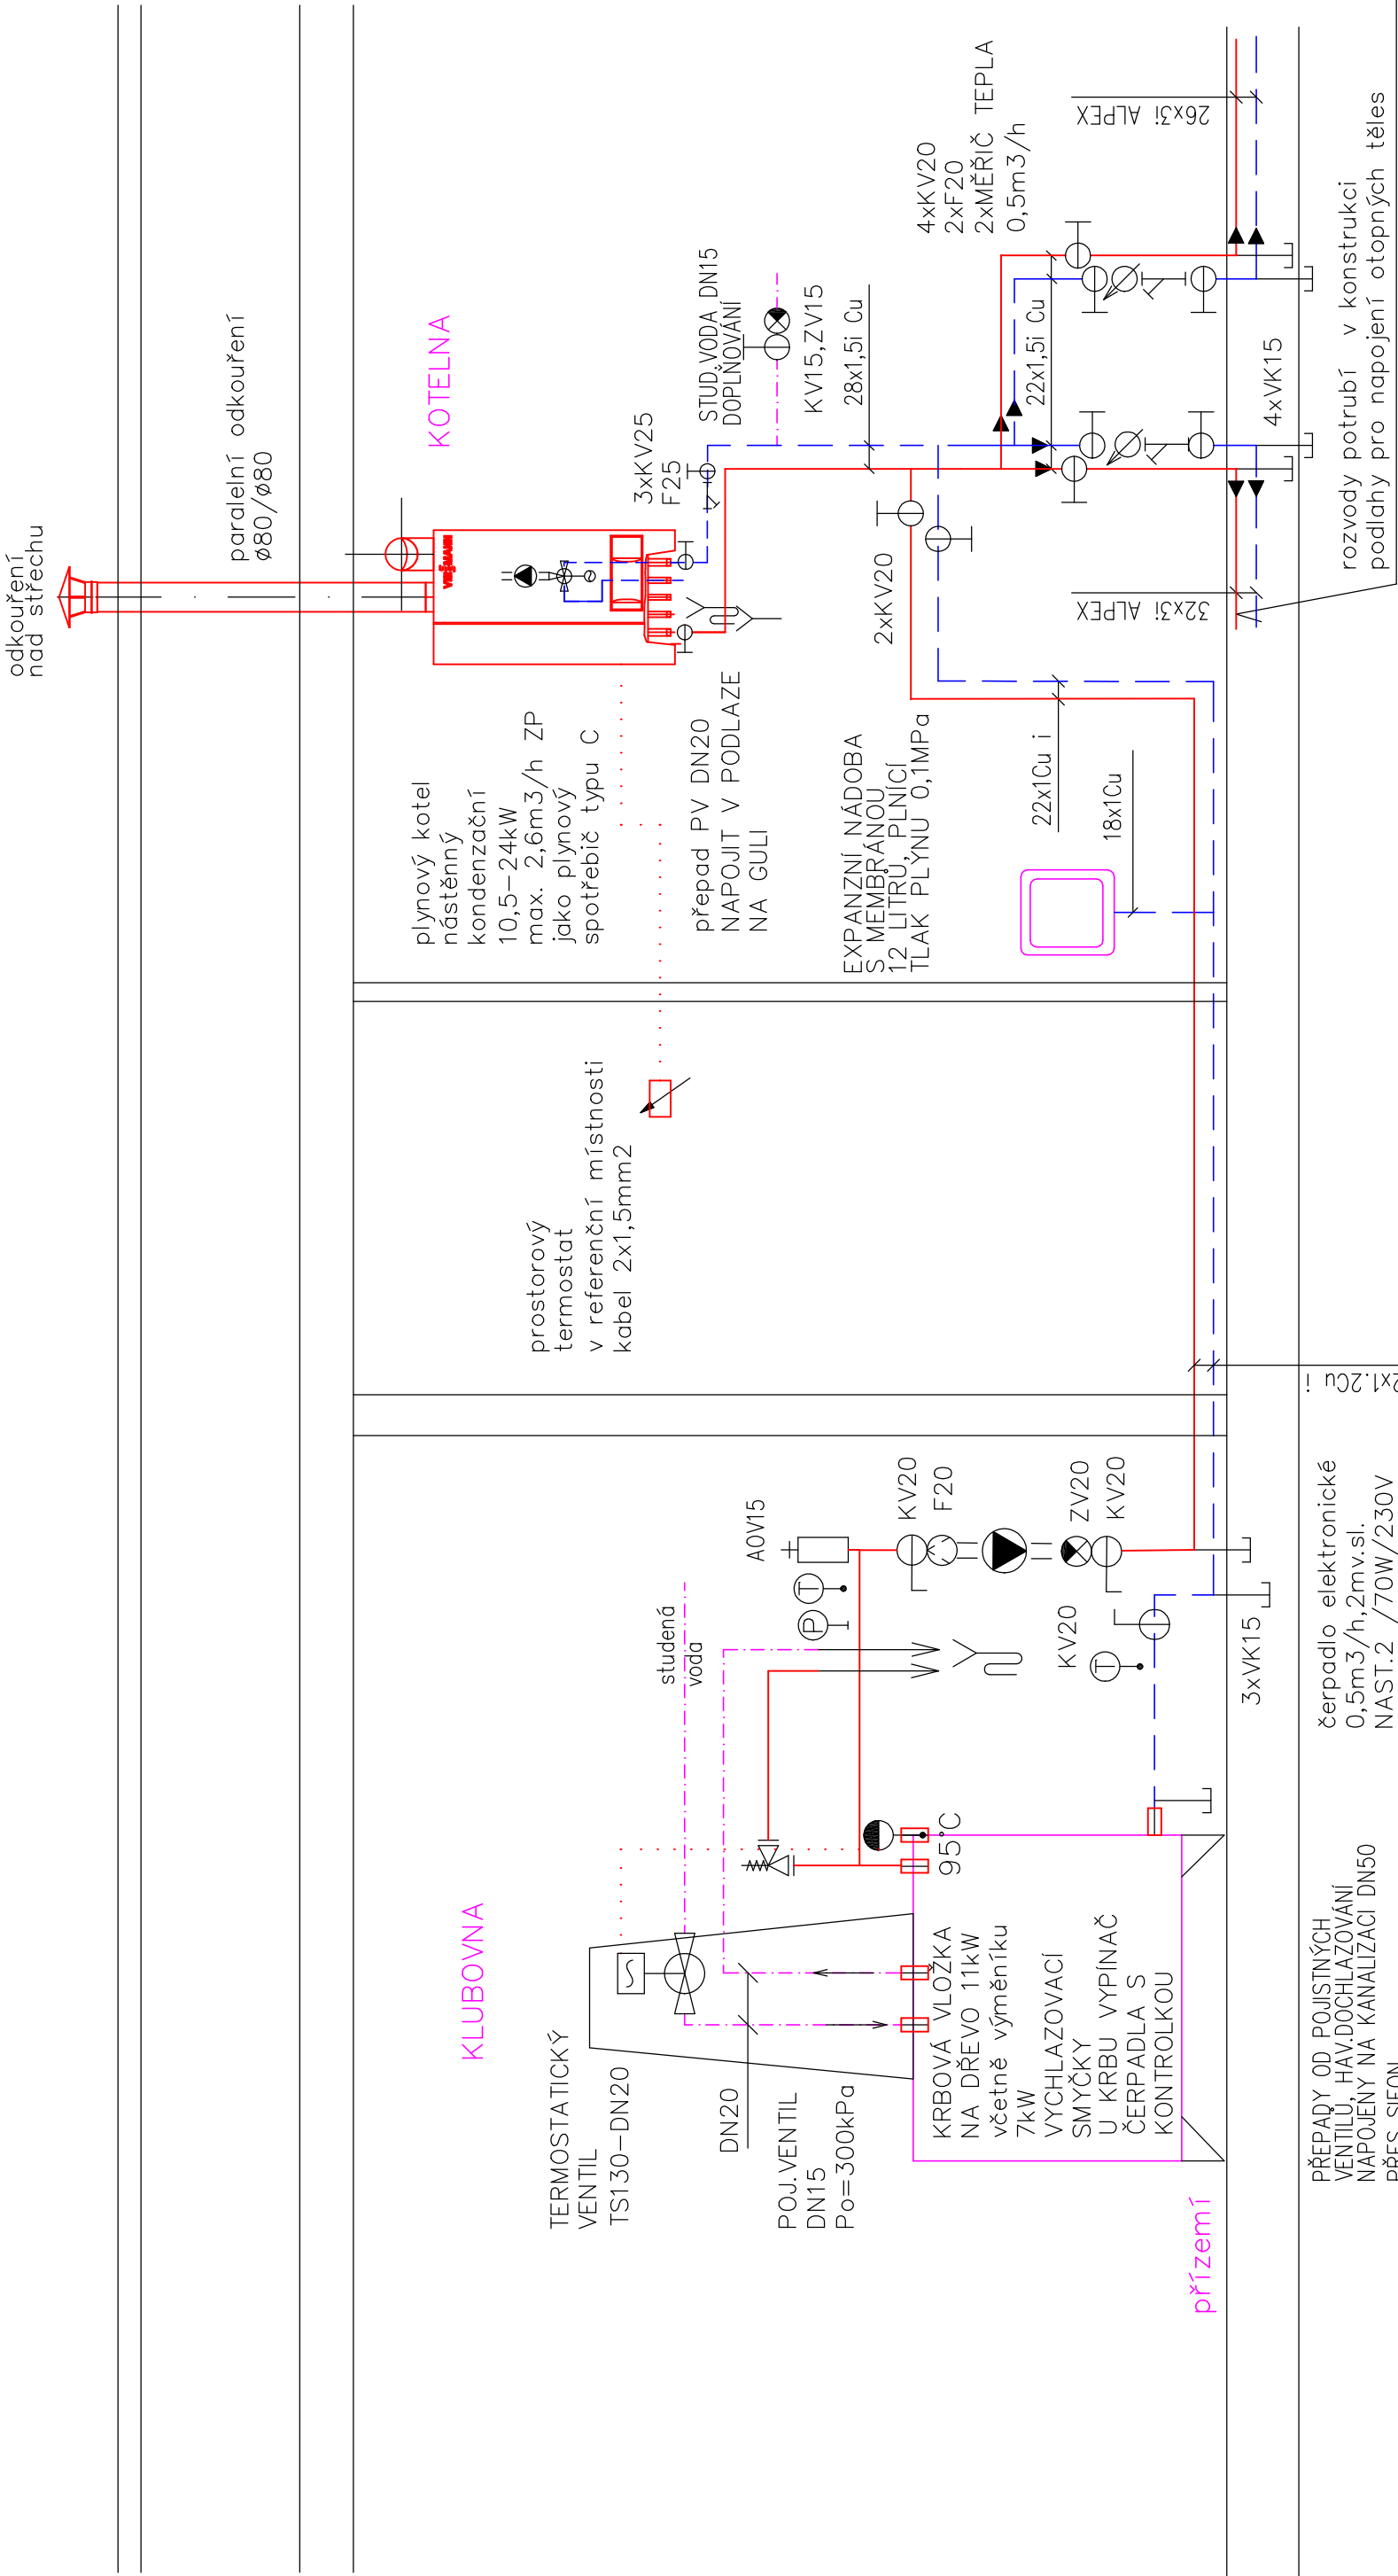 odkouření
nad střechu
paralelní odkouření
ø80/ø80
KOTELNA
VIESMANN
plynový kotel
nástěnný
kondenzační
10,5-24kW
max. 2,6m3/h ZP
jako plynový
spotřebič typu C
3xKV25
F25
STUD.VODA DN15
DOPLŇOVÁNÍ
KV15,ZV15
28x1,5i Cu
přepad PV DN20
NAPOJIT V PODLAZE
NA GULI
2xKV20
4xKV20
2xF20
2xMĚŘIČ TEPLA
0,5m3/h
22x1,5i Cu
26x3i ALPEX
32x3i ALPEX
4xVK15
EXPANZNÍ NÁDOBA
S MEMBRÁNOU
12 LITRŮ, PLNÍCÍ
TLAK PLYNU 0,1MPa
22x1Cu i
18x1Cu
rozvody potrubí v konstrukci
podlahy pro napojení otopných těles
prostorový
termostat
v referenční místnosti
kabel 2x1,5mm2
2x1.2Cu i
KLUBOVNA
studená
voda
AOV15
T
P
KV20
F20
ZV20
KV20
KV20
T
3xVK15
čerpadlo elektronické
0,5m3/h,2mv.sl.
NAST.2 /70W/230V
TERMOSTATICKÝ
VENTIL
TS130-DN20
DN20
POJ.VENTIL
DN15
Po=300kPa
95°C
KRBOVÁ VLOŽKA
NA DŘEVO 11kW
včetně výměníku
7kW
VYCHLAZOVACÍ
SMYČKY
U KRBU VYPÍNAČ
ČERPADLA S
KONTROLKOU
přízemí
PŘEPADY OD POJISTNÝCH
VENTILŮ, HAV.DOCHLAZOVÁNÍ
NAPOJENY NA KANALIZACI DN50
PŘES SIFON